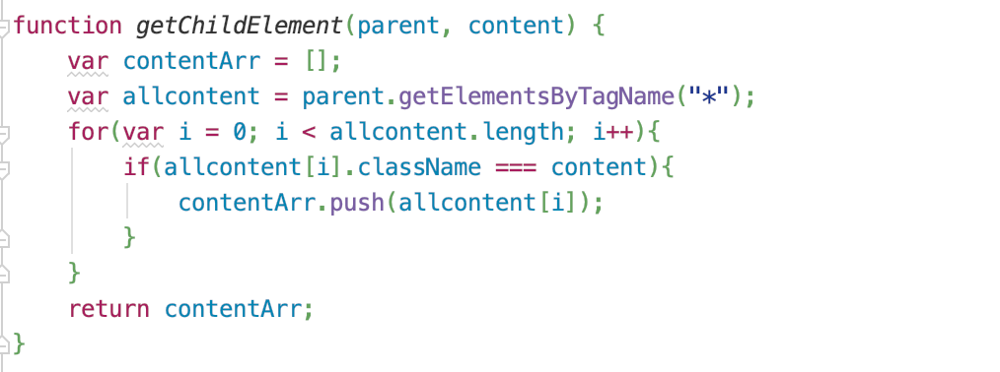 function getChildElement(parent, content) {
    var contentArr = [];
    var allcontent = parent.getElementsByTagName("*");
    for(var i = 0; i < allcontent.length; i++){
        if(allcontent[i].className === content){
            contentArr.push(allcontent[i]);
        }
    }
    return contentArr;
}